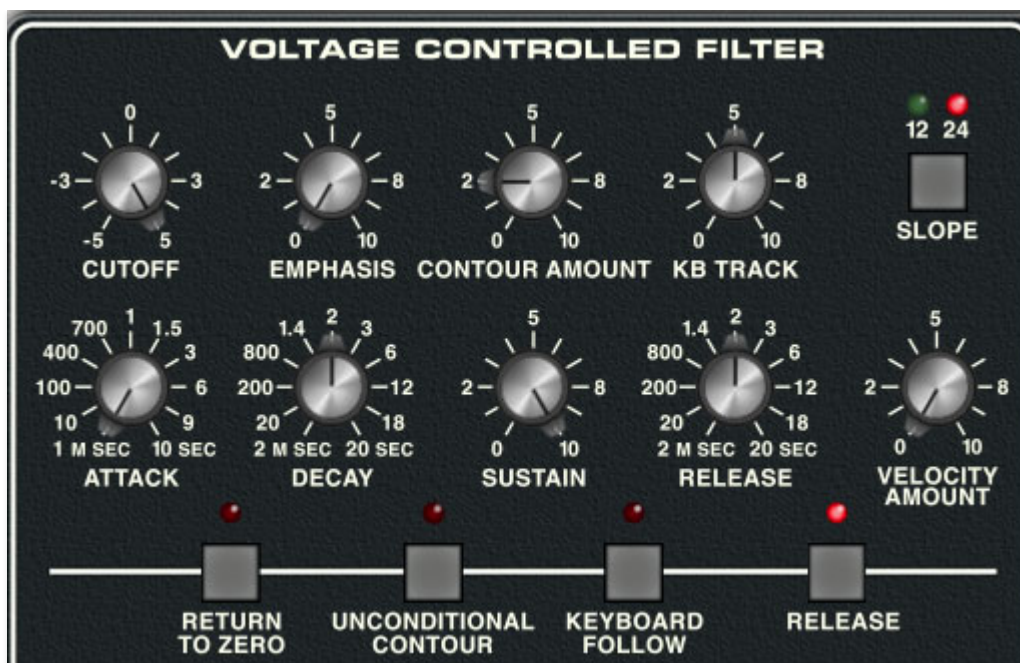 VOLTAGE CONTROLLED FILTER
0
-3 3
-5 5
CUTOFF
5
2 8
0 10
EMPHASIS
5
2 8
0 10
CONTOUR AMOUNT
5
2 8
0 10
KB TRACK
12 24
SLOPE
1
700 1.5
400 3
100 6
10 9
1 M SEC 10 SEC
ATTACK
2
1.4 3
800 6
200 12
20 18
2 M SEC 20 SEC
DECAY
5
2 8
0 10
SUSTAIN
2
1.4 3
800 6
200 12
20 18
2 M SEC 20 SEC
RELEASE
5
2 8
0 10
VELOCITY
AMOUNT
RETURN
TO ZERO
UNCONDITIONAL
CONTOUR
KEYBOARD
FOLLOW
RELEASE